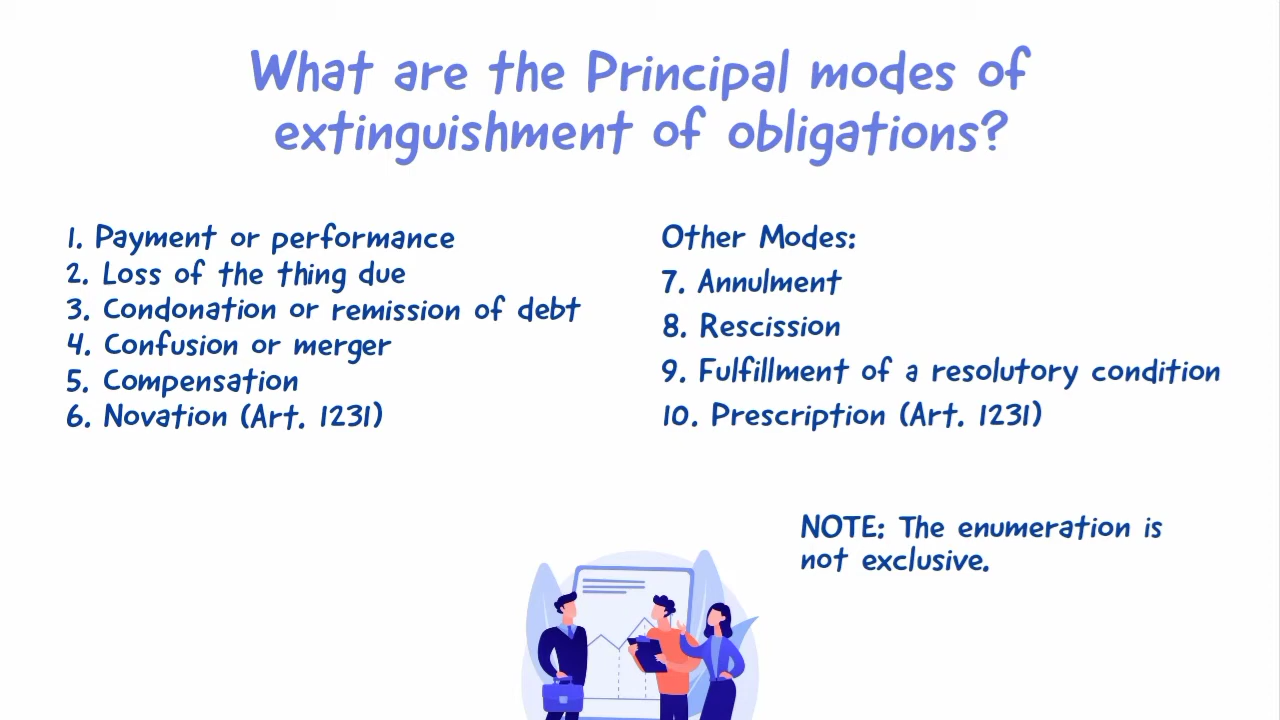 What are the Principal modes of
extinguishment of obligations?
1. Payment or performance
2. Loss of the thing due
3. Condonation or remission of debt
4. Confusion or merger
5. Compensation
6. Novation (Art. 1231)
Other Modes:
7. Annulment
8. Rescission
9. Fulfillment of a resolutory condition
10. Prescription (Art. 1231)
NOTE: The enumeration is
not exclusive.